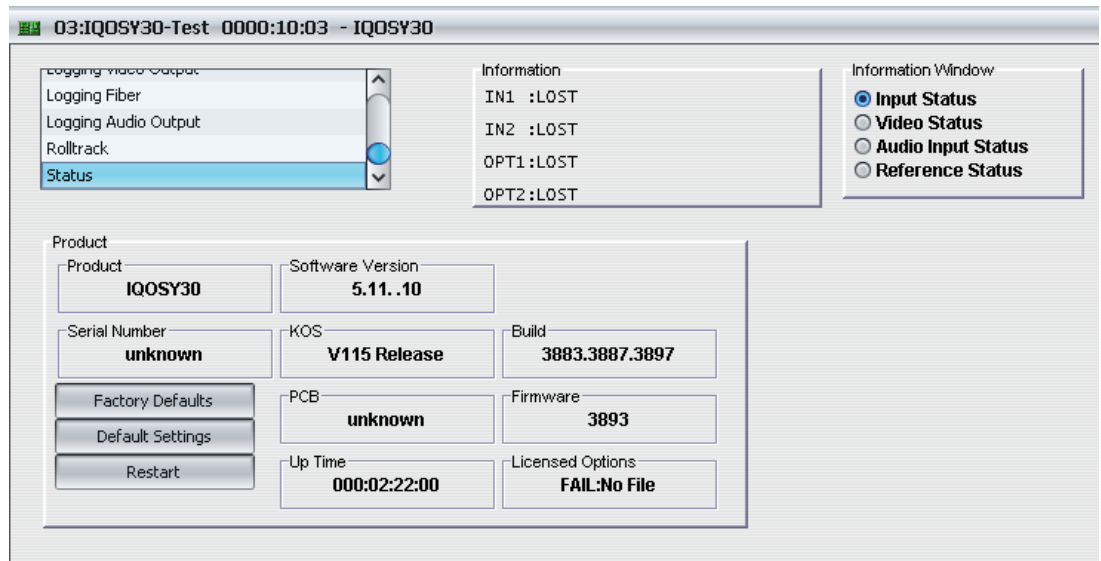 03:IQOSY30-Test 0000:10:03 - IQOSY30
Logging Video Output
Logging Fiber
Logging Audio Output
Rolltrack
Status
Information
IN1 :LOST
IN2 :LOST
OPT1:LOST
OPT2:LOST
Information Window
Input Status
Video Status
Audio Input Status
Reference Status
Product
Product
IQOSY30
Software Version
5.11. .10
Serial Number
unknown
KOS
V115 Release
Build
3883.3887.3897
Factory Defaults
Default Settings
Restart
PCB
unknown
Firmware
3893
Up Time
000:02:22:00
Licensed Options
FAIL:No File